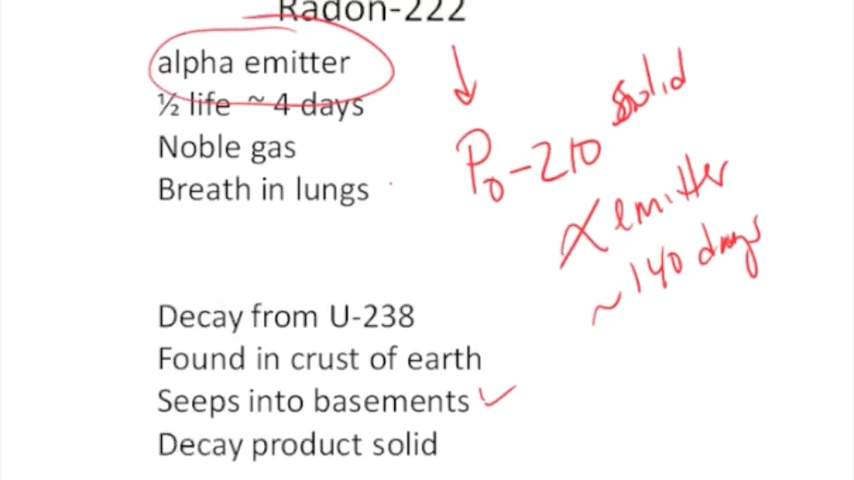 Radon-222
alpha emitter
½ life ~ 4 days
Noble gas
Breath in lungs
Po-210 solid
α emitter
~140 days
Decay from U-238
Found in crust of earth
Seeps into basements
Decay product solid